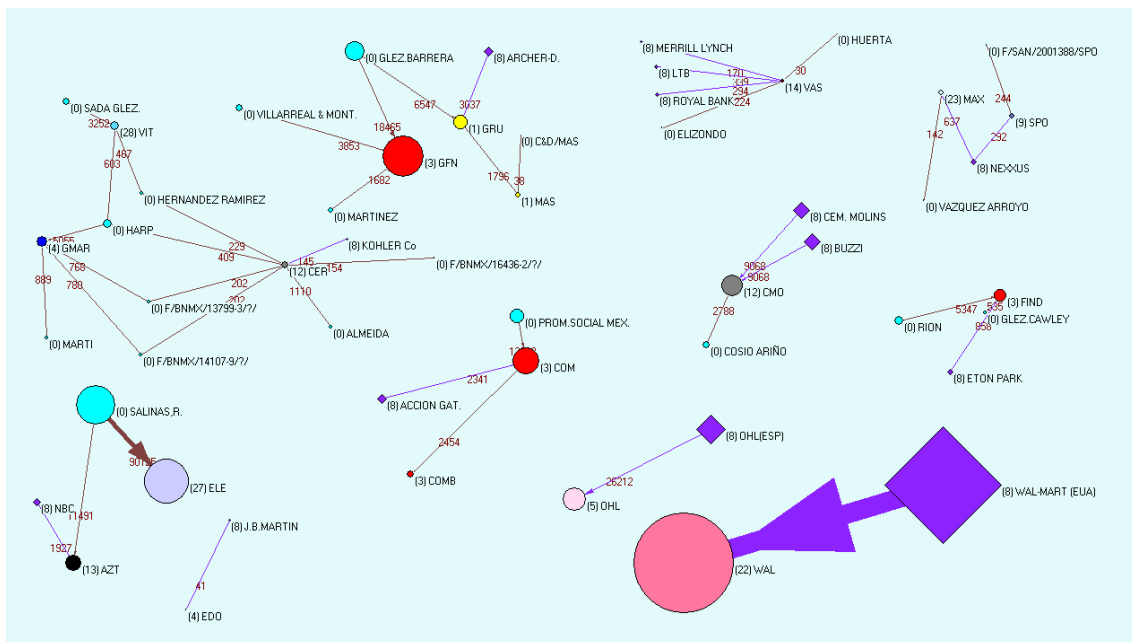 (0) HUERTA
(8) MERRILL LYNCH
(0) F/SAN/2001388/SPO
(0) GLEZ.BARRERA
(8) ARCHER-D.
170
30
(8) LTB
339
(14) VAS
294
(8) ROYAL BANK
224
(23) MAX
244
637
(9) SPO
142
292
(8) NEXXUS
(0) VAZQUEZ ARROYO
(0) ELIZONDO
(0) SADA GLEZ.
3252
(28) VIT
467
603
(0) VILLARREAL & MONT.
6547
3037
(1) GRU
18465
3853
(3) GFN
(0) C&D/MAS
1796
38
1682
(1) MAS
(0) MARTINEZ
(0) HERNANDEZ RAMIREZ
(0) HARP
(4) GMAR
229
409
(8) KOHLER Co
145
154
(12) CER
(0) F/BNMX/16436-2/?/
768
780
889
202
202
1110
(0) F/BNMX/13799-3/?/
(0) MARTI
(0) ALMEIDA
(0) F/BNMX/14107-9/?/
(8) CEM. MOLINS
(8) BUZZI
9068
9068
(12) CMO
2788
(0) COSIO ARIÑO
(3) FIND
5347
535
(0) GLEZ.CAWLEY
858
(0) RION
(8) ETON PARK
(0) PROM.SOCIAL MEX.
(3) COM
2341
(8) ACCION GAT.
2454
(3) COMB
(0) SALINAS,R.
(27) ELE
(8) NBC
11491
1927
(13) AZT
(8) J.B.MARTIN
41
(4) EDO
(8) OHL(ESP)
26212
(5) OHL
(8) WAL-MART (EUA)
(22) WAL